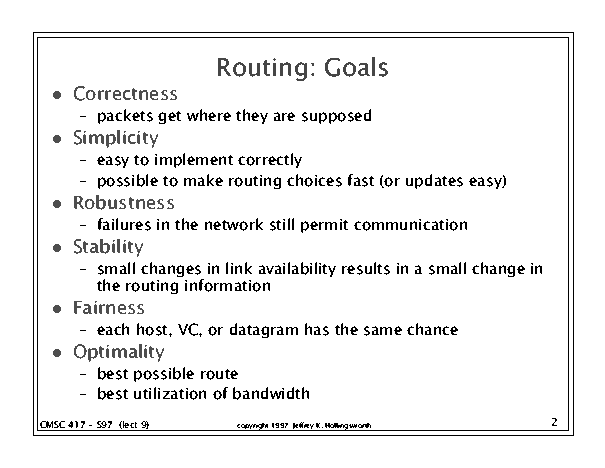 Routing: Goals
● Correctness
– packets get where they are supposed
● Simplicity
– easy to implement correctly
– possible to make routing choices fast (or updates easy)
● Robustness
– failures in the network still permit communication
● Stability
– small changes in link availability results in a small change in
the routing information
● Fairness
– each host, VC, or datagram has the same chance
● Optimality
– best possible route
– best utilization of bandwidth
CMSC 417 - S97 (lect 9)
copyright 1997 Jeffrey K. Hollingsworth
2